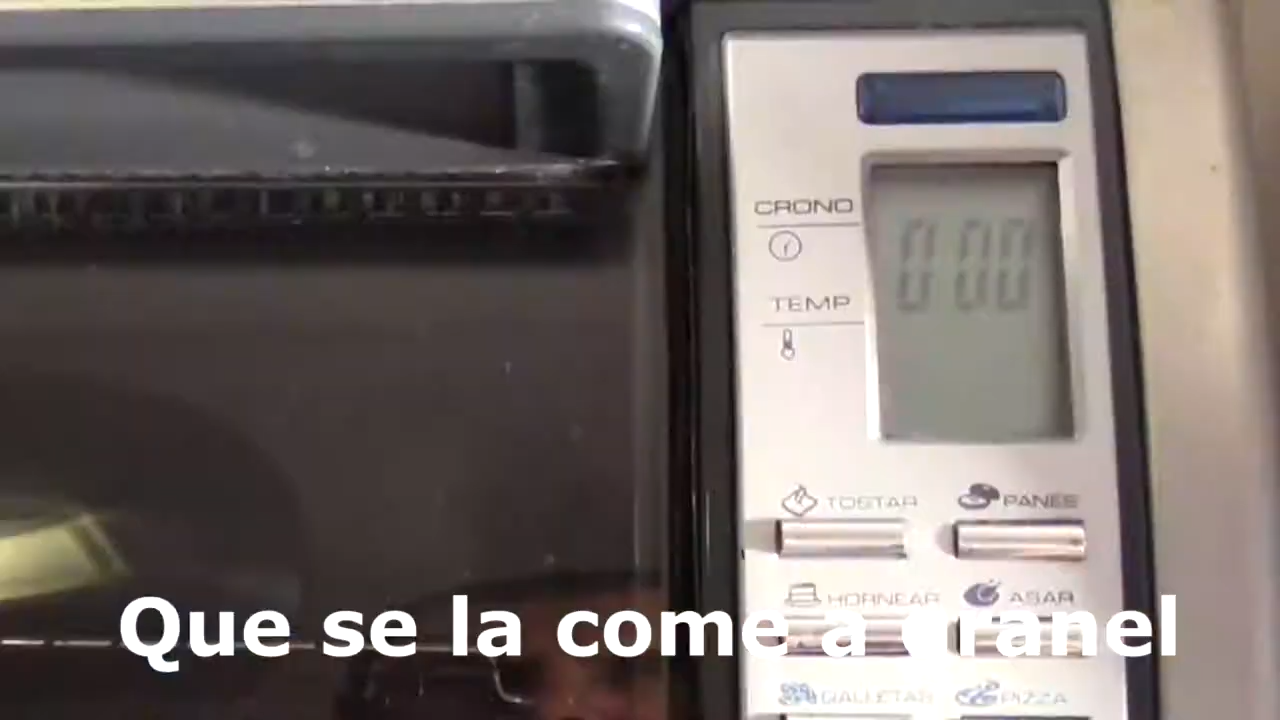 CRONO
0 00
TEMP
TOSTAR PANES
HORNEAR ASAR
GALLETAS PIZZA
Que se la come a granel